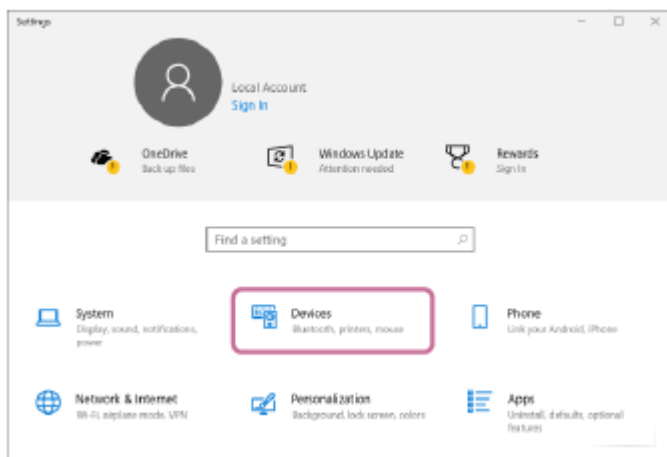 Settings
Local Account
Sign In
OneDrive
Back up files
Windows Update
Attention needed
Rewards
Sign In
Find a setting
System
Display, sound, notifications,
power
Devices
Bluetooth, printers, mouse
Phone
Link your Android, iPhone
Network & Internet
Wi-Fi, airplane mode, VPN
Personalization
Background, lock screen, colors
Apps
Uninstall, defaults, optional
features